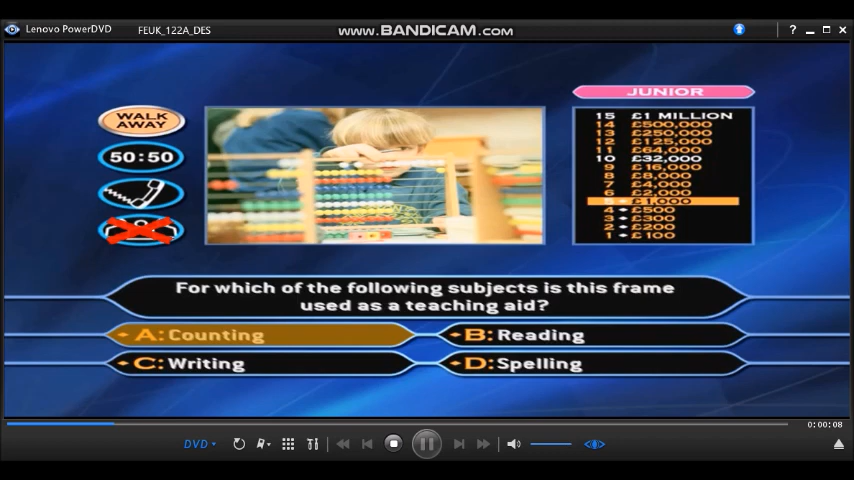 Lenovo PowerDVD
FEUK_122A_DES
WWW.BANDICAM.COM
?
WALK
AWAY
50:50
JUNIOR
15 £1 MILLION
14 £500,000
13 £250,000
12 £125,000
11 £64,000
10 £32,000
9 £16,000
8 £8,000
7 £4,000
6 £2,000
5 £1,000
4 £500
3 £300
2 £200
1 £100
For which of the following subjects is this frame
used as a teaching aid?
A: Counting
B: Reading
C: Writing
D: Spelling
0:00:08
DVD